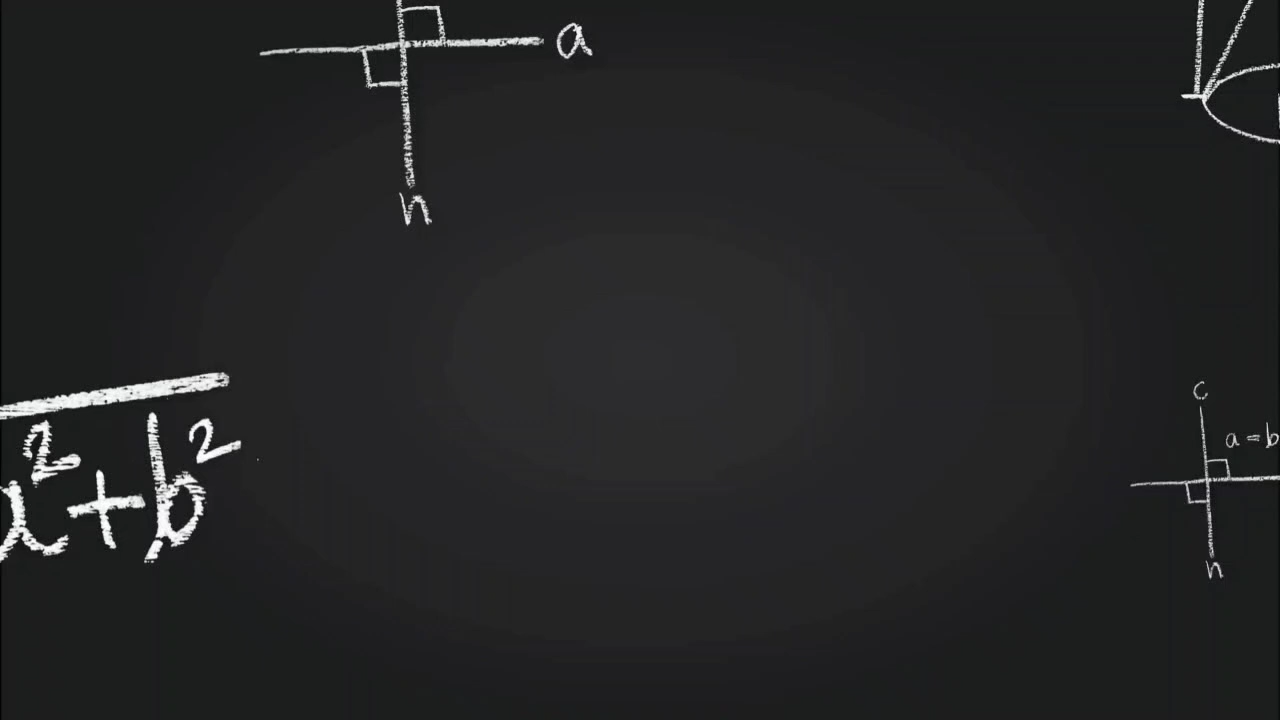 a
n
c
a = b
a² + b²
n